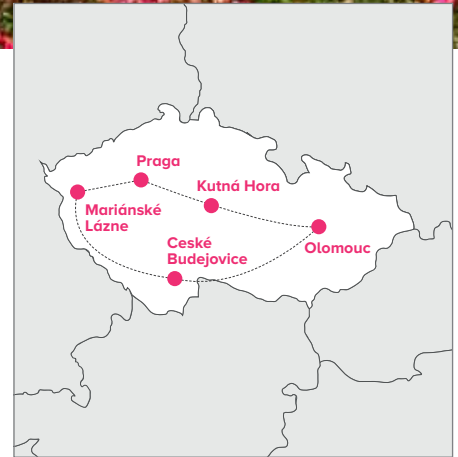 Praga
Kutná Hora
Mariánské
Lázne
Ceské
Budejovice
Olomouc